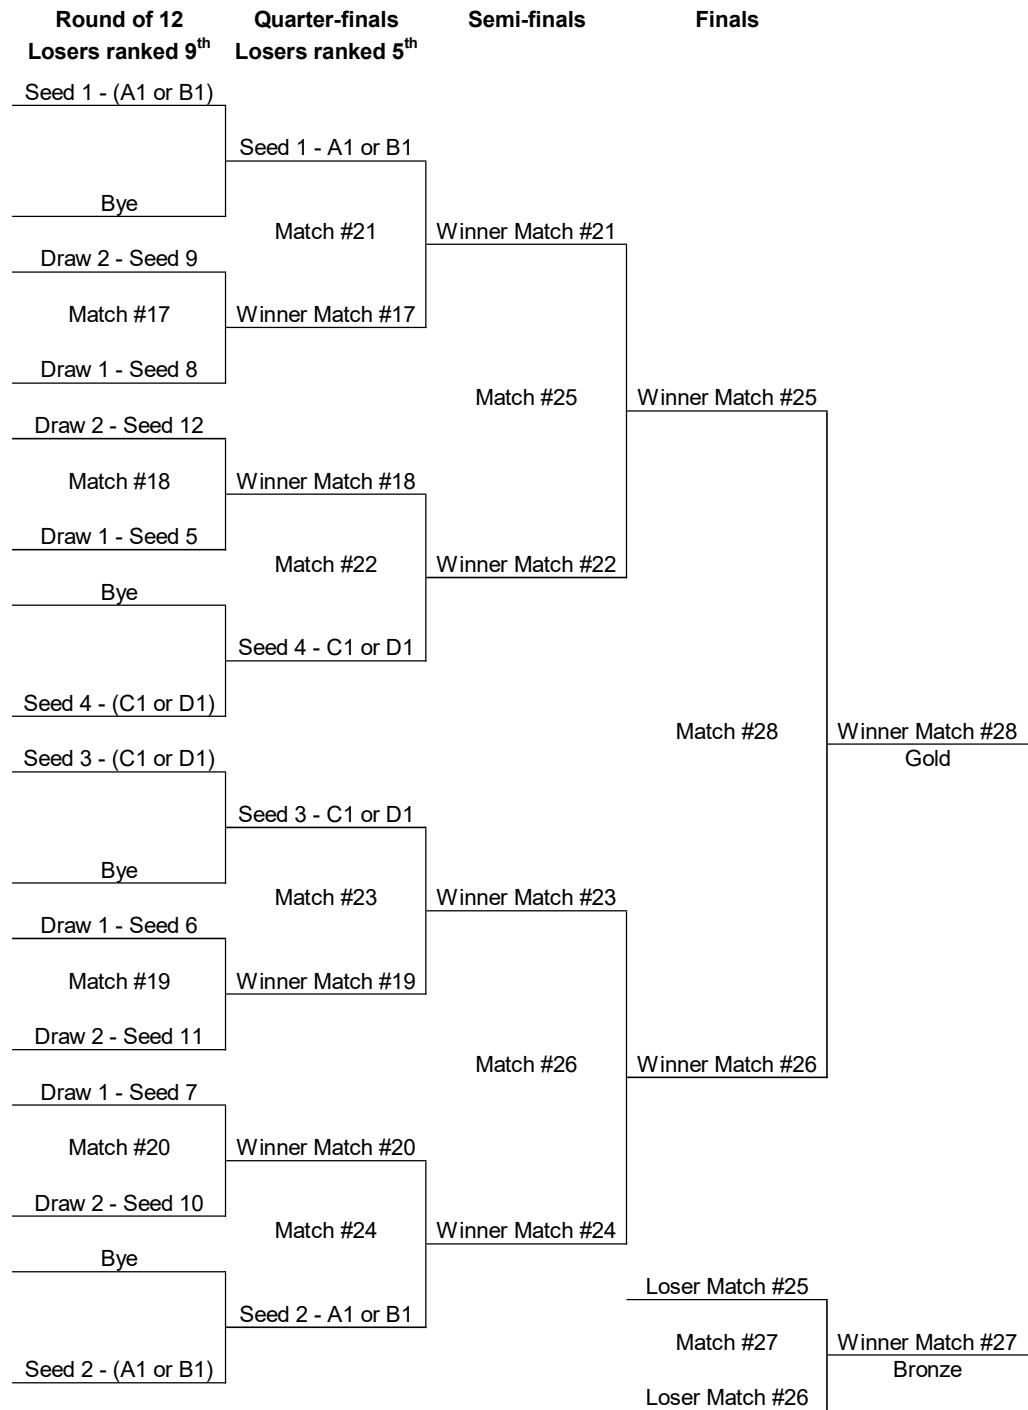 Round of 12
Losers ranked 9th
Quarter-finals
Losers ranked 5th
Semi-finals
Finals
Seed 1 - (A1 or B1)
Seed 1 - A1 or B1
Bye
Match #21
Winner Match #21
Draw 2 - Seed 9
Match #17
Winner Match #17
Draw 1 - Seed 8
Match #25
Winner Match #25
Draw 2 - Seed 12
Match #18
Winner Match #18
Draw 1 - Seed 5
Match #22
Winner Match #22
Bye
Seed 4 - C1 or D1
Seed 4 - (C1 or D1)
Match #28
Winner Match #28
Gold
Seed 3 - (C1 or D1)
Seed 3 - C1 or D1
Bye
Match #23
Winner Match #23
Draw 1 - Seed 6
Match #19
Winner Match #19
Draw 2 - Seed 11
Match #26
Winner Match #26
Draw 1 - Seed 7
Match #20
Winner Match #20
Draw 2 - Seed 10
Match #24
Winner Match #24
Bye
Seed 2 - A1 or B1
Seed 2 - (A1 or B1)
Loser Match #25
Match #27
Winner Match #27
Bronze
Loser Match #26